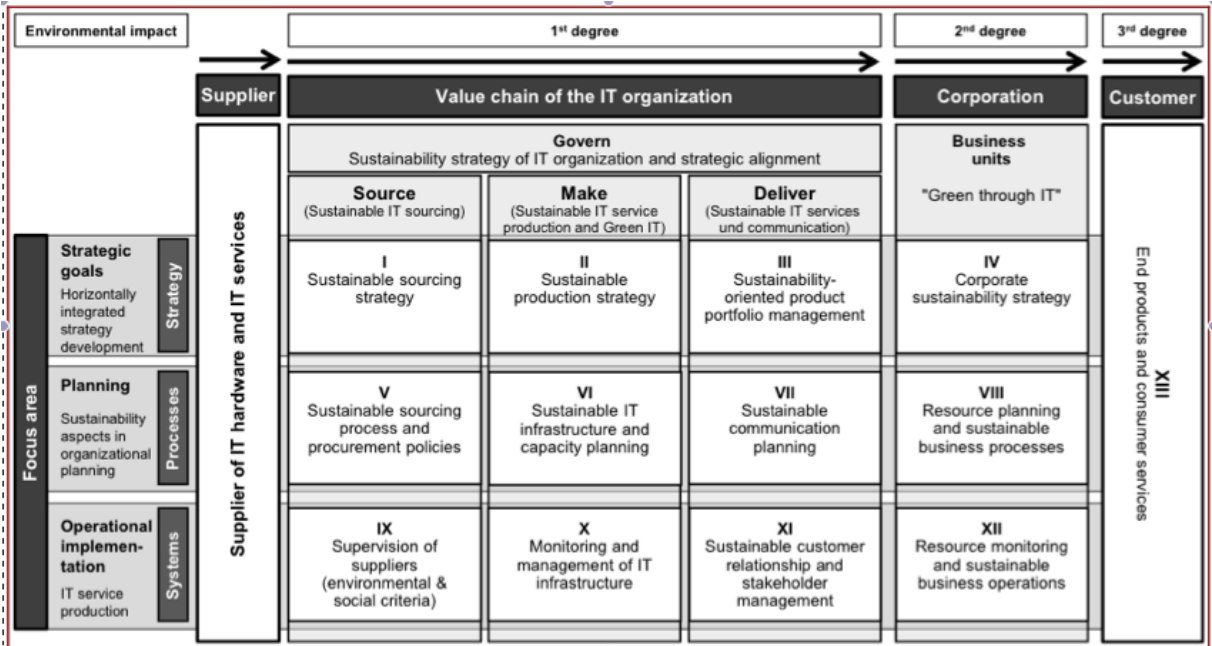 Environmental impact
1st degree
2nd degree
3rd degree
Supplier
Value chain of the IT organization
Corporation
Customer
Govern
Sustainability strategy of IT organization and strategic alignment
Source
(Sustainable IT sourcing)
Make
(Sustainable IT service
production and Green IT)
Deliver
(Sustainable IT services
und communication)
Business
units
"Green through IT"
Focus area
Strategic
goals
Horizontally
integrated
strategy
development
Strategy
Supplier of IT hardware and IT services
I
Sustainable sourcing
strategy
II
Sustainable
production strategy
III
Sustainability-
oriented product
portfolio management
IV
Corporate
sustainability strategy
XIII
End products and consumer services
Planning
Sustainability
aspects in
organizational
planning
Processes
V
Sustainable sourcing
process and
procurement policies
VI
Sustainable IT
infrastructure and
capacity planning
VII
Sustainable
communication
planning
VIII
Resource planning
and sustainable
business processes
Operational
implemen-
tation
IT service
production
Systems
IX
Supervision of
suppliers
(environmental &
social criteria)
X
Monitoring and
management of IT
infrastructure
XI
Sustainable customer
relationship and
stakeholder
management
XII
Resource monitoring
and sustainable
business operations